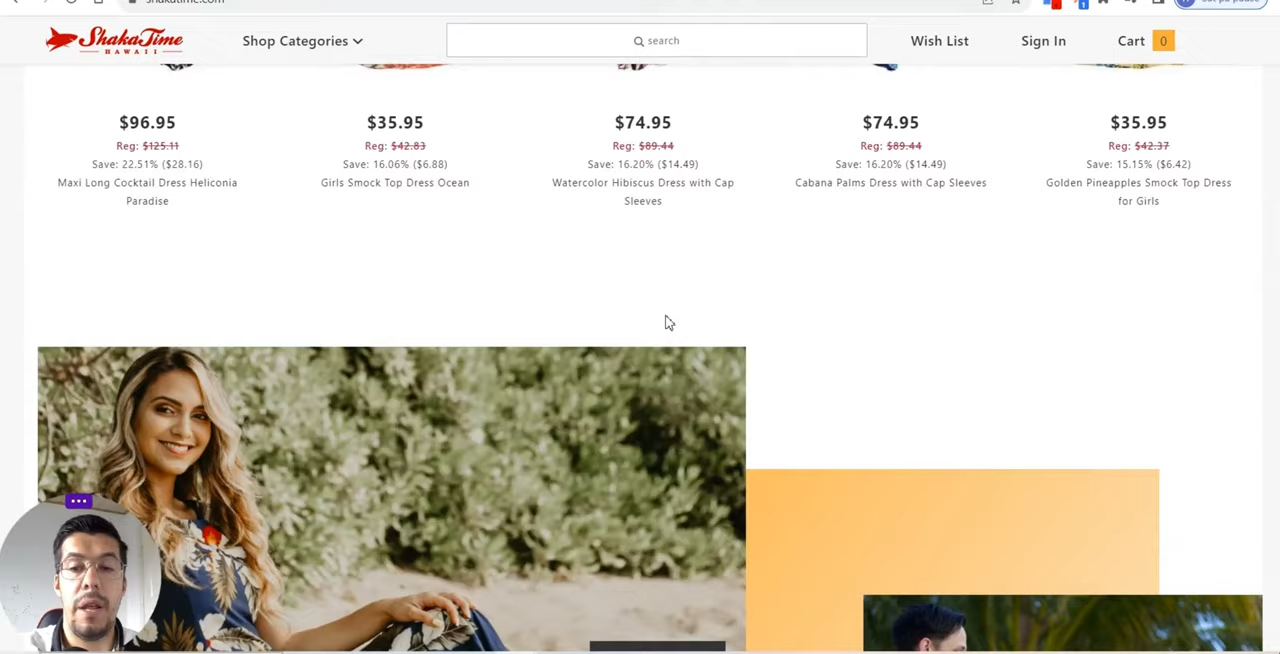 shakatime.com
ShakaTime
HAWAII
Shop Categories
search
Wish List
Sign In
Cart
0
$96.95
Reg: $125.11
Save: 22.51% ($28.16)
Maxi Long Cocktail Dress Heliconia
Paradise
$35.95
Reg: $42.83
Save: 16.06% ($6.88)
Girls Smock Top Dress Ocean
$74.95
Reg: $89.44
Save: 16.20% ($14.49)
Watercolor Hibiscus Dress with Cap
Sleeves
$74.95
Reg: $89.44
Save: 16.20% ($14.49)
Cabana Palms Dress with Cap Sleeves
$35.95
Reg: $42.37
Save: 15.15% ($6.42)
Golden Pineapples Smock Top Dress
for Girls